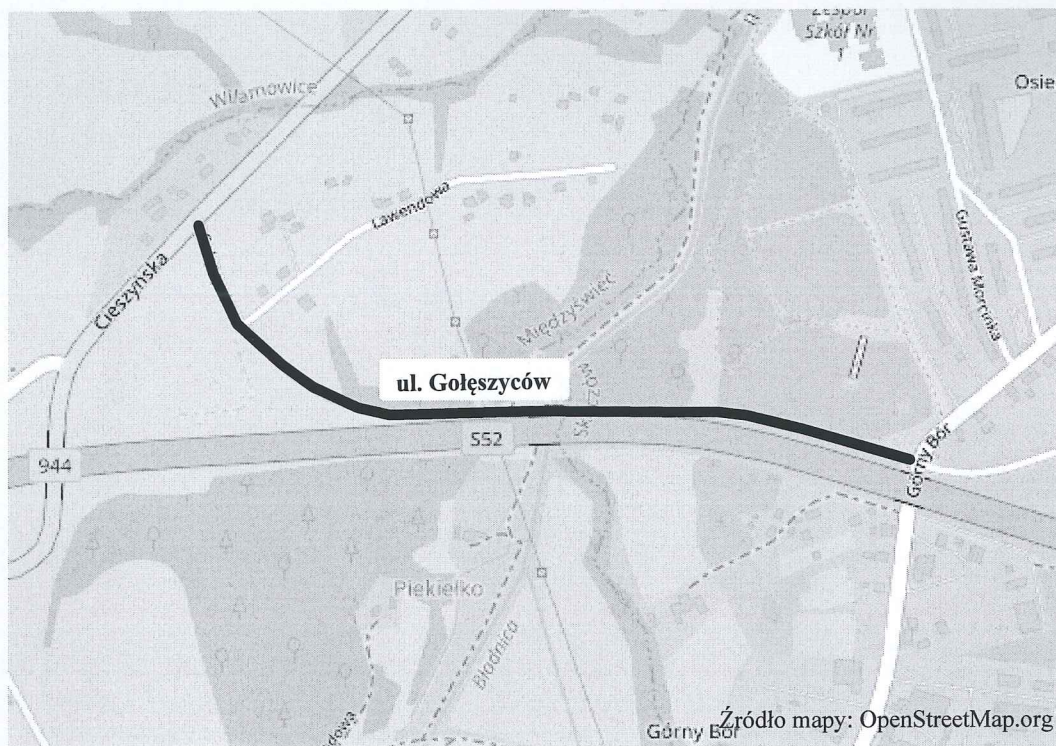 Zespół
Szkół Nr
1
Osie
Wilamowice
Lawendowa
Cieszyńska
Gustawa Morcinka
Międzyświeć
ul. Gołęszyców
S52
944
Górny Bór
Piekiełko
Błodnica
Górny Bór
Źródło mapy: OpenStreetMap.org